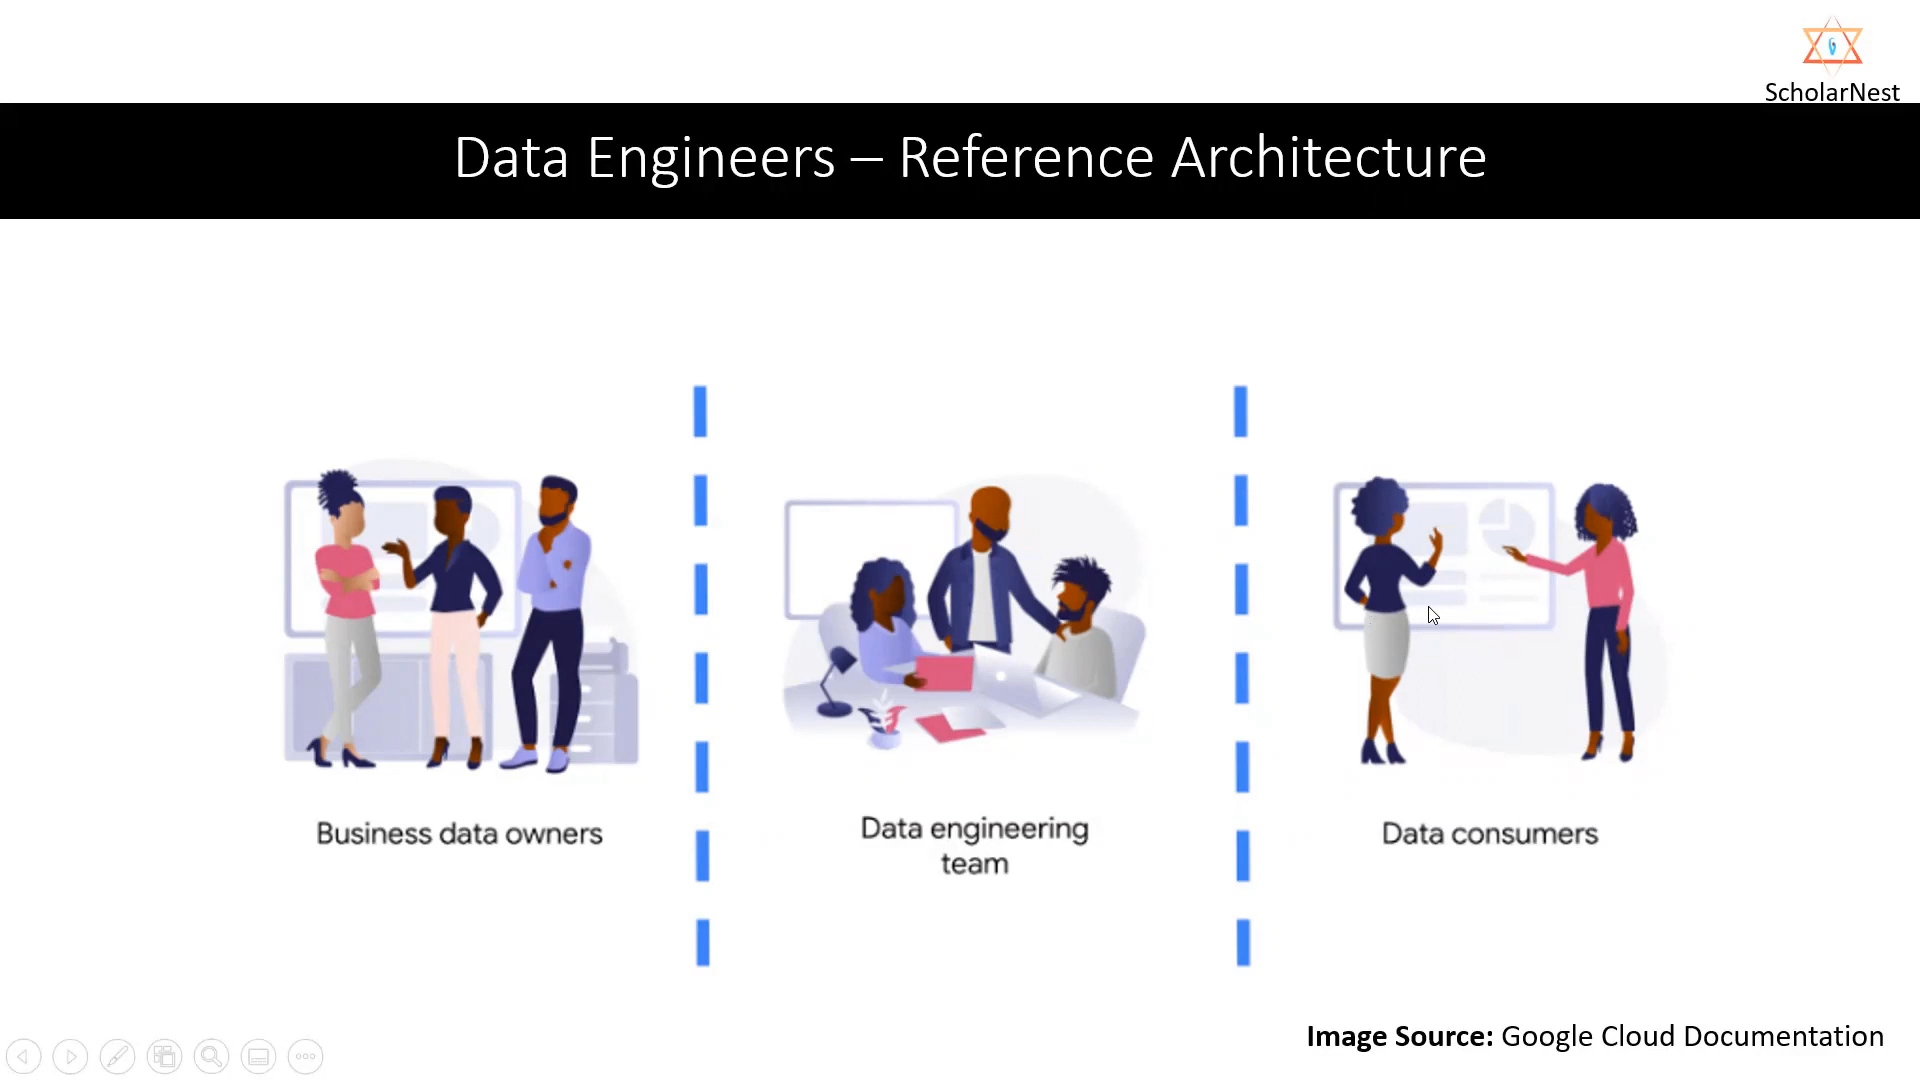 ScholarNest
Data Engineers – Reference Architecture
Business data owners
Data engineering
team
Data consumers
Image Source: Google Cloud Documentation